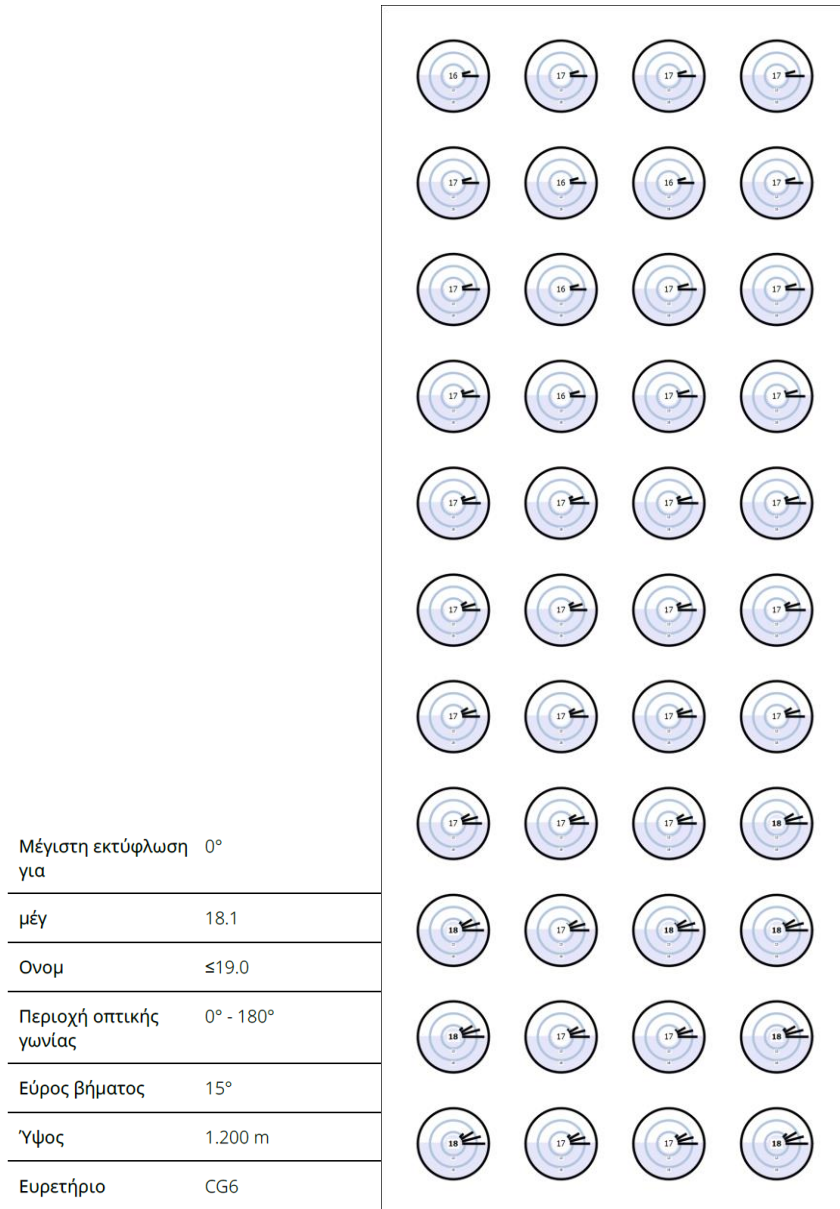 16 17 17 17
17 16 16 17
17 16 17 17
17 16 17 17
17 17 17 17
17 17 17 17
17 17 17 17
17 17 17 18
18 17 18 18
18 17 17 18
18 17 17 18
Μέγιστη εκτύφλωση 0°
για
μέγ 18.1
Ονομ ≤19.0
Περιοχή οπτικής 0° - 180°
γωνίας
Εύρος βήματος 15°
Ύψος 1.200 m
Ευρετήριο CG6